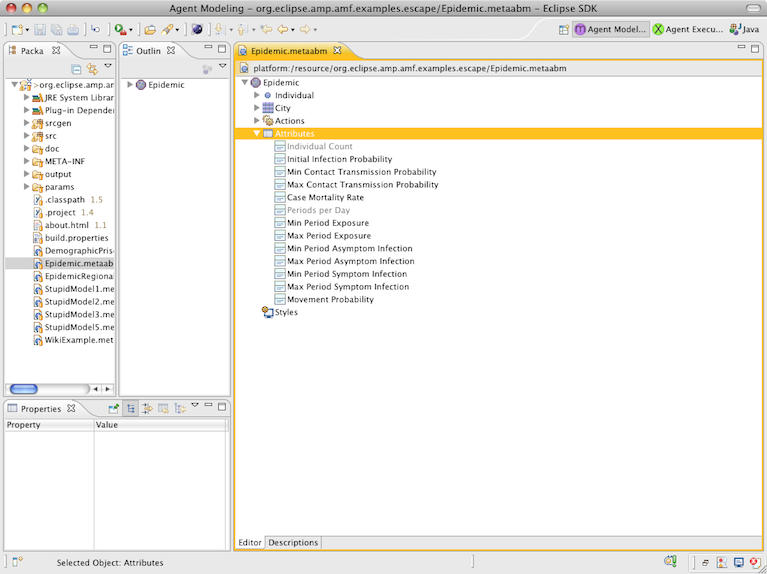 Agent Modeling – org.eclipse.amp.amf.examples.escape/Epidemic.metaabm – Eclipse SDK
Agent Model... Agent Execu... Java
Packa
Outlin
Epidemic.metaabm
platform:/resource/org.eclipse.amp.amf.examples.escape/Epidemic.metaabm
>org.eclipse.amp.am
JRE System Librar
Plug-in Depende
srcgen
src
doc
META-INF
output
params
.classpath 1.5
.project 1.4
about.html 1.1
build.properties
DemographicPris
Epidemic.metaab
EpidemicRegiona
StupidModel1.me
StupidModel2.me
StupidModel3.me
StupidModel5.me
WikiExample.met
Epidemic
Epidemic
Individual
City
Actions
Attributes
Individual Count
Initial Infection Probability
Min Contact Transmission Probability
Max Contact Transmission Probability
Case Mortality Rate
Periods per Day
Min Period Exposure
Max Period Exposure
Min Period Asymptom Infection
Max Period Asymptom Infection
Min Period Symptom Infection
Max Period Symptom Infection
Movement Probability
Styles
Properties
Property Value
Editor Descriptions
Selected Object: Attributes